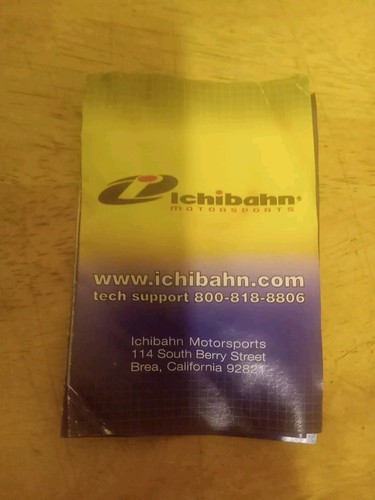 Ichibahn®
MOTORSPORTS
www.ichibahn.com
tech support 800-818-8806
Ichibahn Motorsports
114 South Berry Street
Brea, California 92821